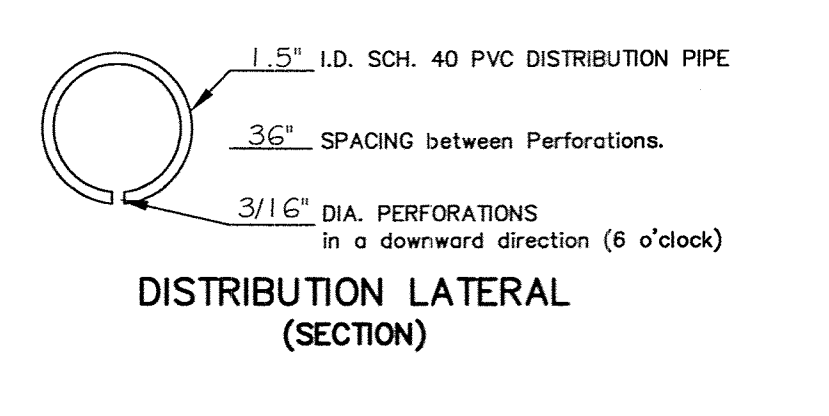 1.5" I.D. SCH. 40 PVC DISTRIBUTION PIPE
36" SPACING between Perforations.
3/16" DIA. PERFORATIONS
in a downward direction (6 o'clock)
DISTRIBUTION LATERAL
(SECTION)